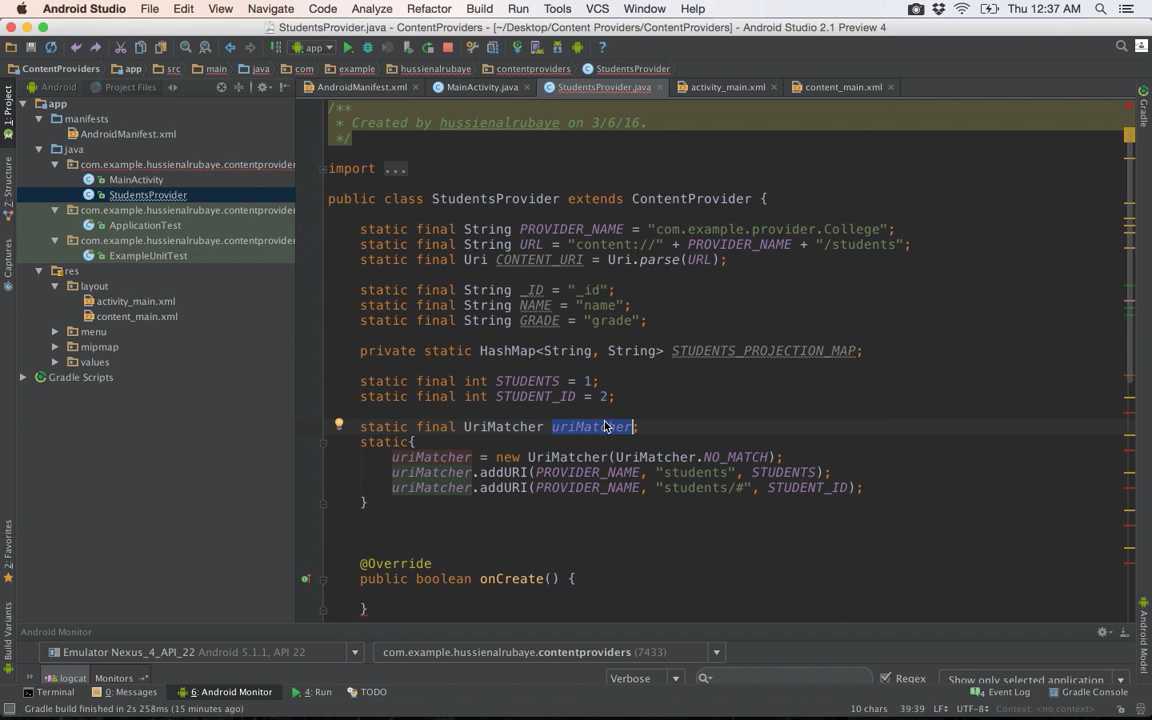 Android Studio File Edit View Navigate Code Analyze Refactor Build Run Tools VCS Window Help Thu 12:37 AM
StudentsProvider.java - ContentProviders - [~/Desktop/Content Providers/ContentProviders] - Android Studio 2.1 Preview 4
app
ContentProviders app src main java com example hussienalrubaye contentproviders StudentsProvider
Android Project Files
AndroidManifest.xml MainActivity.java StudentsProvider.java activity_main.xml content_main.xml
1: Project
Z: Structure
Captures
2: Favorites
Build Variants
app
manifests
AndroidManifest.xml
java
com.example.hussienalrubaye.contentprovider
MainActivity
StudentsProvider
com.example.hussienalrubaye.contentprovider
ApplicationTest
com.example.hussienalrubaye.contentprovider
ExampleUnitTest
res
layout
activity_main.xml
content_main.xml
menu
mipmap
values
Gradle Scripts
/**
* Created by hussienalrubaye on 3/6/16.
*/
import ...
public class StudentsProvider extends ContentProvider {
static final String PROVIDER_NAME = "com.example.provider.College";
static final String URL = "content://" + PROVIDER_NAME + "/students";
static final Uri CONTENT_URI = Uri.parse(URL);
static final String _ID = "_id";
static final String NAME = "name";
static final String GRADE = "grade";
private static HashMap<String, String> STUDENTS_PROJECTION_MAP;
static final int STUDENTS = 1;
static final int STUDENT_ID = 2;
static final UriMatcher uriMatcher;
static{
uriMatcher = new UriMatcher(UriMatcher.NO_MATCH);
uriMatcher.addURI(PROVIDER_NAME, "students", STUDENTS);
uriMatcher.addURI(PROVIDER_NAME, "students/#", STUDENT_ID);
}
@Override
public boolean onCreate() {
}
Gradle
Android Model
Android Monitor
Emulator Nexus_4_API_22 Android 5.1.1, API 22 com.example.hussienalrubaye.contentproviders (7433)
logcat Monitors Verbose Regex Show only selected application
Terminal 0: Messages 6: Android Monitor 4: Run TODO Event Log Gradle Console
Gradle build finished in 2s 258ms (15 minutes ago) 10 chars 39:39 LF UTF-8 Context: <no context>